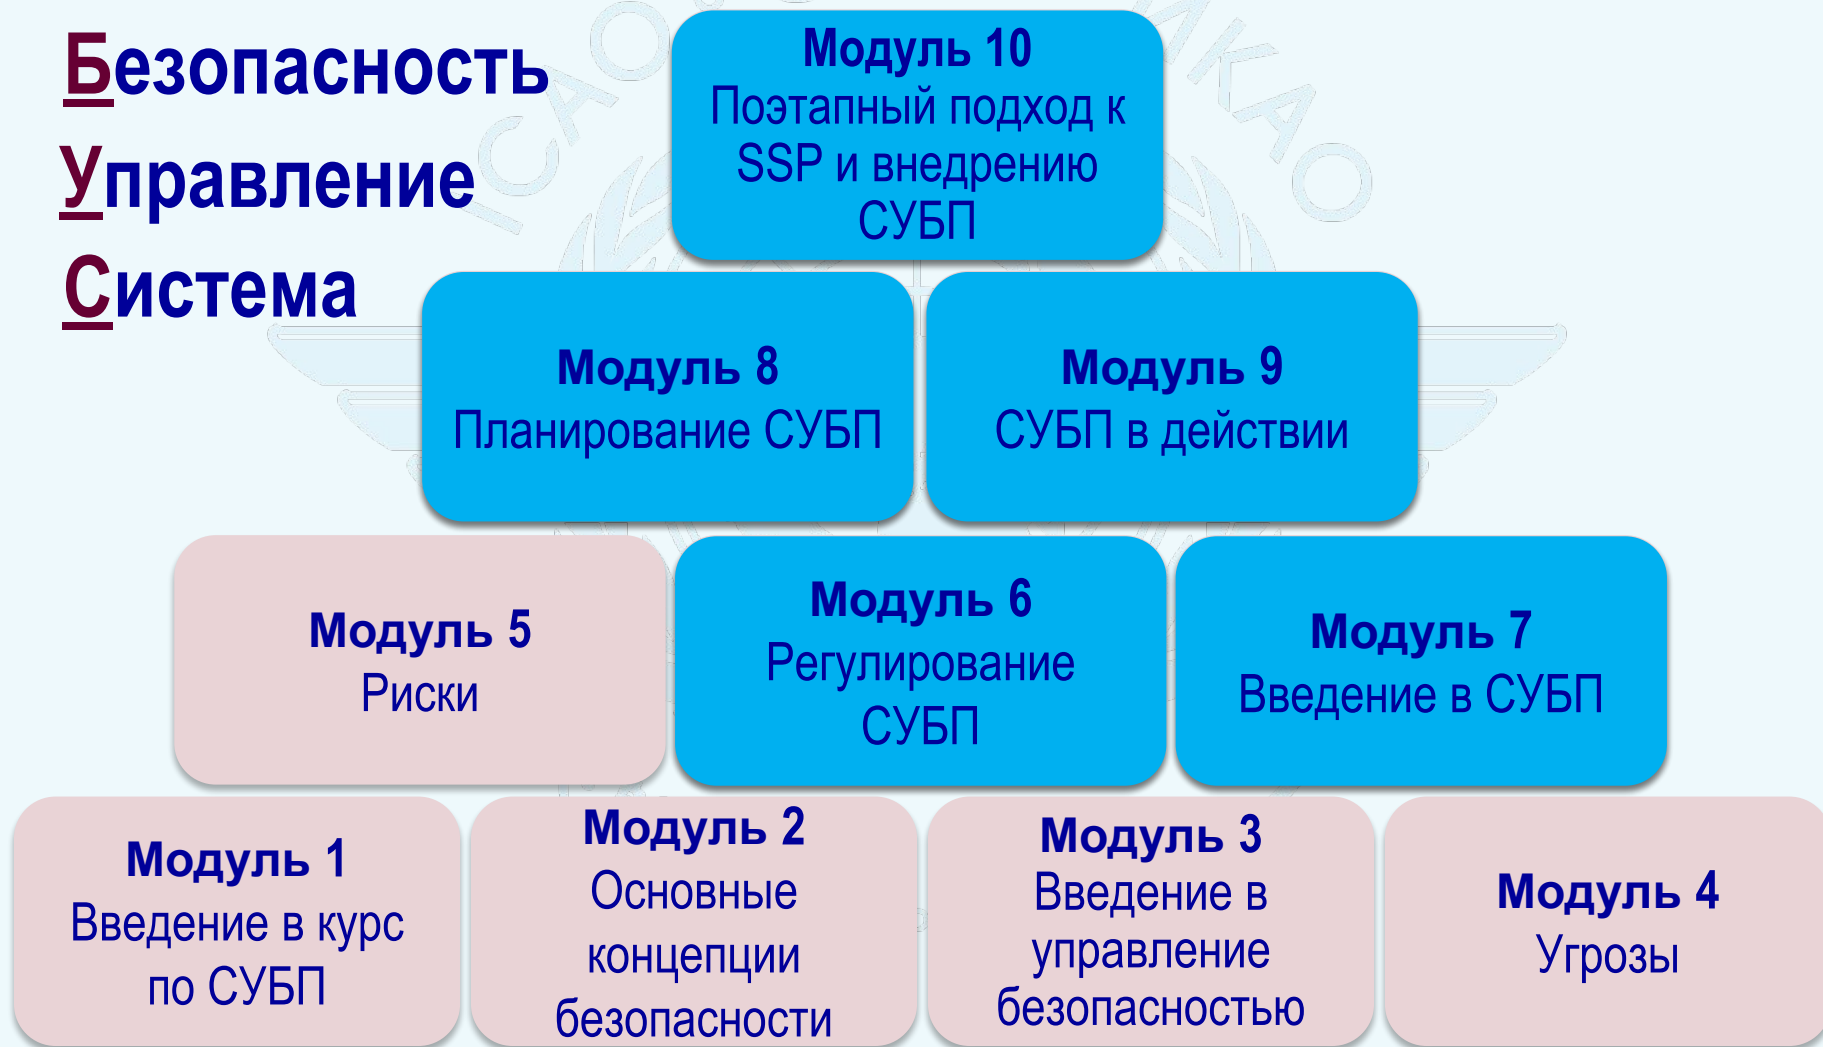 Безопасность
Управление
Система
Модуль 10
Поэтапный подход к
SSP и внедрению
СУБП
Модуль 8
Планирование СУБП
Модуль 9
СУБП в действии
Модуль 5
Риски
Модуль 6
Регулирование
СУБП
Модуль 7
Введение в СУБП
Модуль 1
Введение в курс
по СУБП
Модуль 2
Основные
концепции
безопасности
Модуль 3
Введение в
управление
безопасностью
Модуль 4
Угрозы